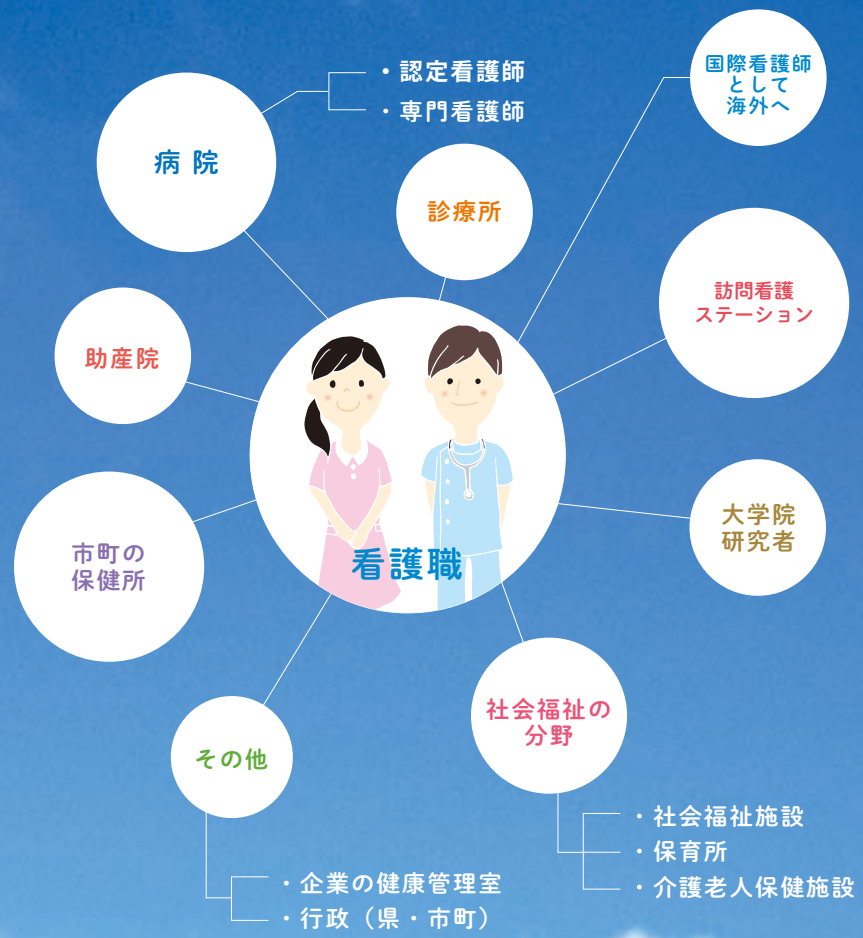 病院
・認定看護師
・専門看護師
国際看護師
として
海外へ
診療所
訪問看護
ステーション
助産院
看護職
大学院
研究者
市町の
保健所
社会福祉の
分野
その他
・社会福祉施設
・保育所
・介護老人保健施設
・企業の健康管理室
・行政（県・市町）